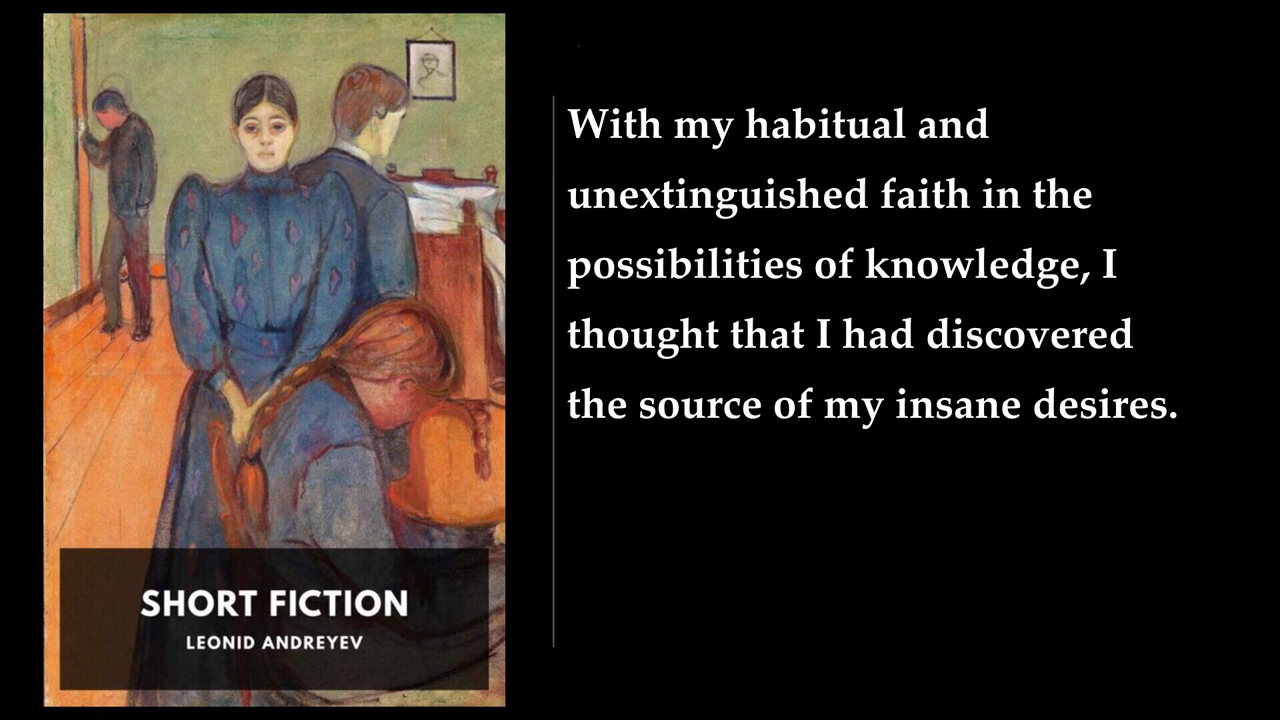 SHORT FICTION
LEONID ANDREYEV
With my habitual and
unextinguished faith in the
possibilities of knowledge, I
thought that I had discovered
the source of my insane desires.